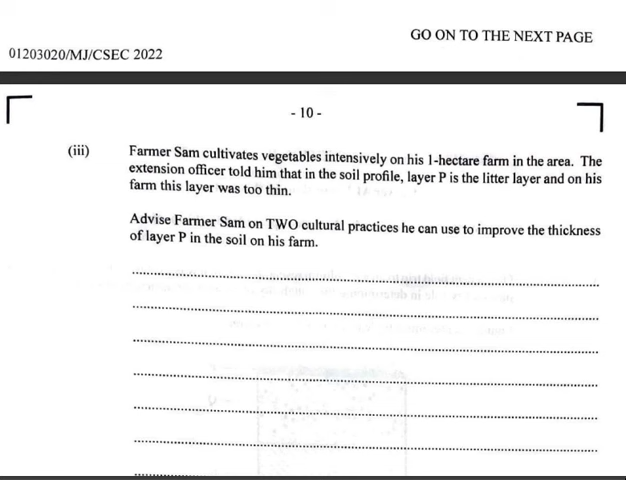 GO ON TO THE NEXT PAGE
01203020/MJ/CSEC 2022
- 10 -
(iii) Farmer Sam cultivates vegetables intensively on his 1-hectare farm in the area. The
extension officer told him that in the soil profile, layer P is the litter layer and on his
farm this layer was too thin.
Advise Farmer Sam on TWO cultural practices he can use to improve the thickness
of layer P in the soil on his farm.